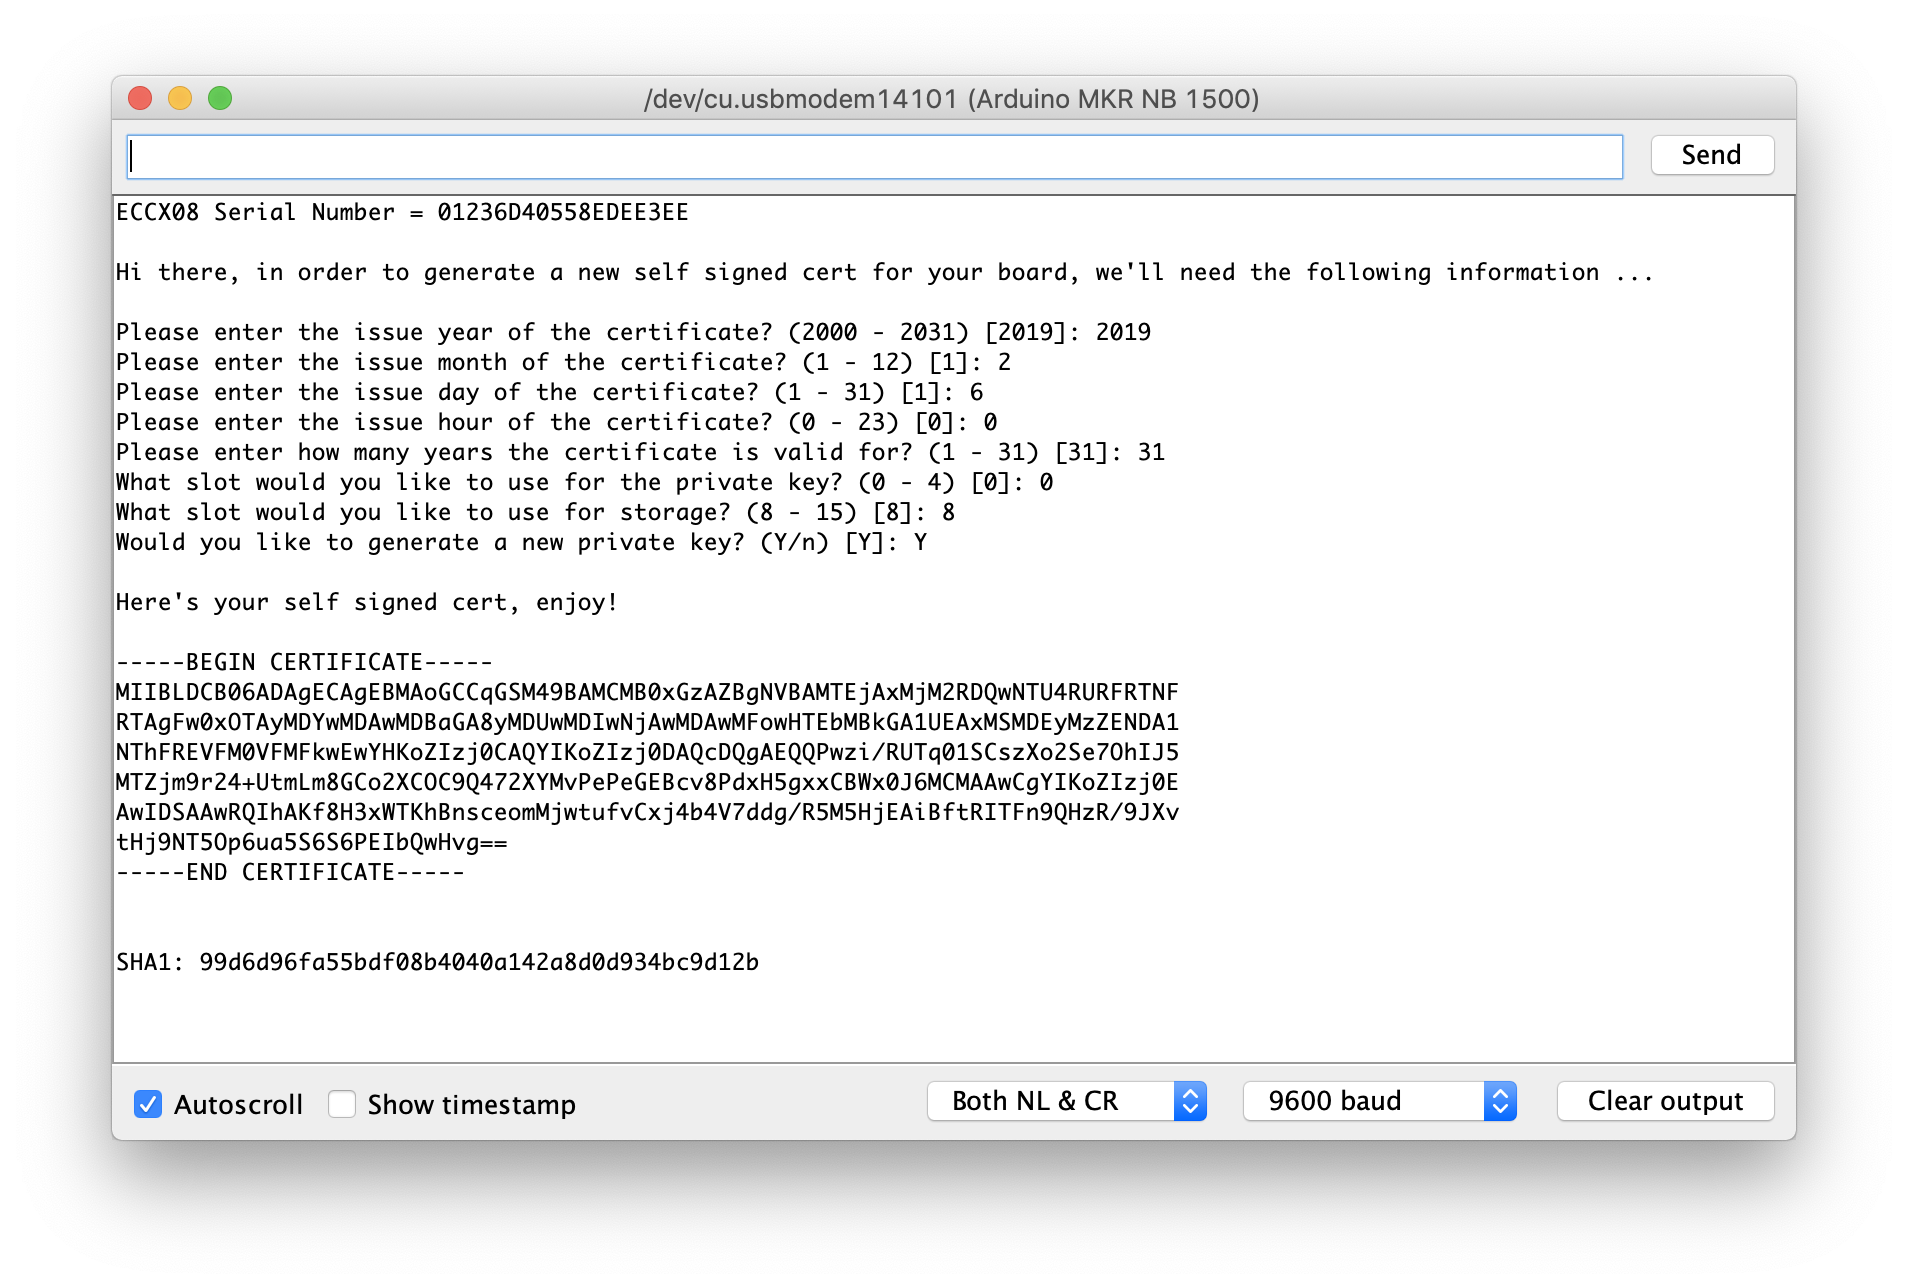 /dev/cu.usbmodem14101 (Arduino MKR NB 1500)
Send
ECCX08 Serial Number = 01236D40558EDEE3EE
Hi there, in order to generate a new self signed cert for your board, we'll need the following information ...
Please enter the issue year of the certificate? (2000 - 2031) [2019]: 2019
Please enter the issue month of the certificate? (1 - 12) [1]: 2
Please enter the issue day of the certificate? (1 - 31) [1]: 6
Please enter the issue hour of the certificate? (0 - 23) [0]: 0
Please enter how many years the certificate is valid for? (1 - 31) [31]: 31
What slot would you like to use for the private key? (0 - 4) [0]: 0
What slot would you like to use for storage? (8 - 15) [8]: 8
Would you like to generate a new private key? (Y/n) [Y]: Y
Here's your self signed cert, enjoy!
-----BEGIN CERTIFICATE-----
MIIBLDCB06ADAgECAgEBMAoGCCqGSM49BAMCMB0xGzAZBgNVBAMTEjAxMjM2RDQwNTU4RURFRTNF
RTAgFw0xOTAyMDYwMDAwMDBaGA8yMDUwMDIwNjAwMDAwMFowHTEbMBkGA1UEAxMSMDEyMzZENDA1
NThFREVFM0VFMFkwEwYHKoZIzj0CAQYIKoZIzj0DAQcDQgAEQQPwzi/RUTq01SCszXo2Se7OhIJ5
MTZjm9r24+UtmLm8GCo2XCOC9Q472XYMvPePeGEBcv8PdxH5gxxCBWx0J6MCMAAwCgYIKoZIzj0E
AwIDSAAwRQIhAKf8H3xWTKhBnsceomMjwtufvCxj4b4V7ddg/R5M5HjEAiBftRITFn9QHzR/9JXv
tHj9NT5Op6ua5S6S6PEIbQwHvg==
-----END CERTIFICATE-----
SHA1: 99d6d96fa55bdf08b4040a142a8d0d934bc9d12b
Autoscroll
Show timestamp
Both NL & CR
9600 baud
Clear output